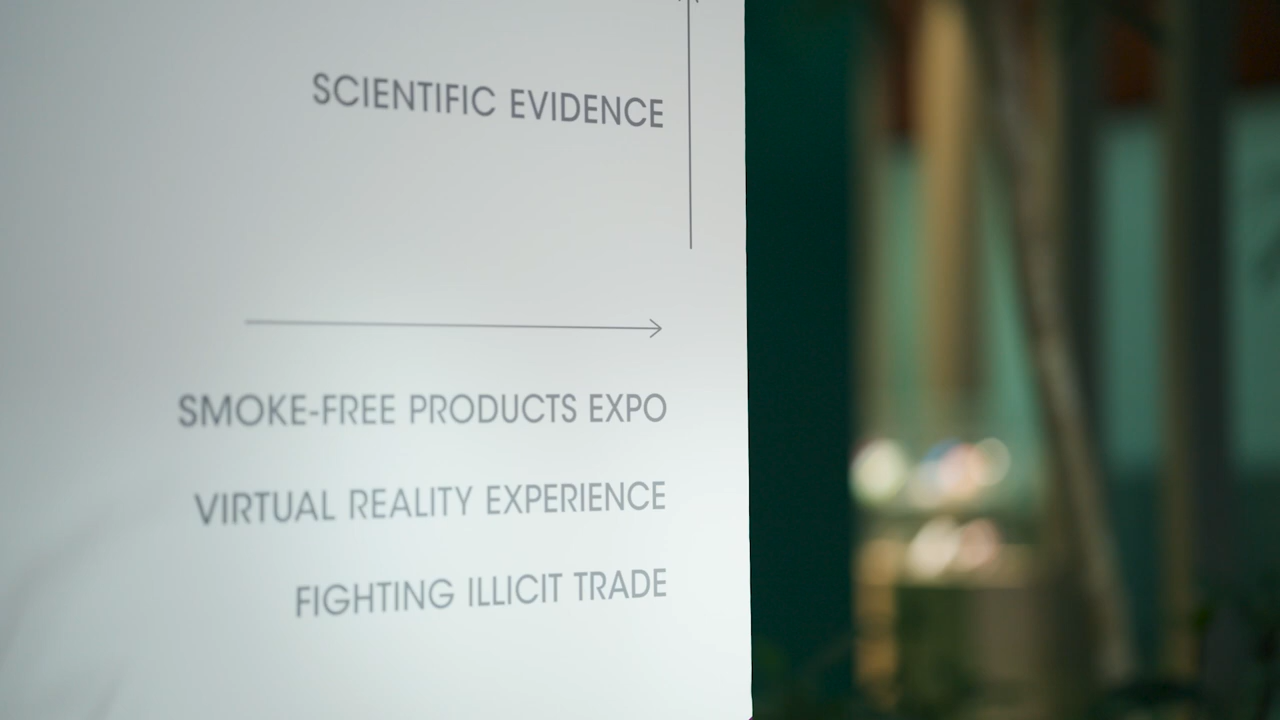 SCIENTIFIC EVIDENCE
SMOKE-FREE PRODUCTS EXPO
VIRTUAL REALITY EXPERIENCE
FIGHTING ILLICIT TRADE